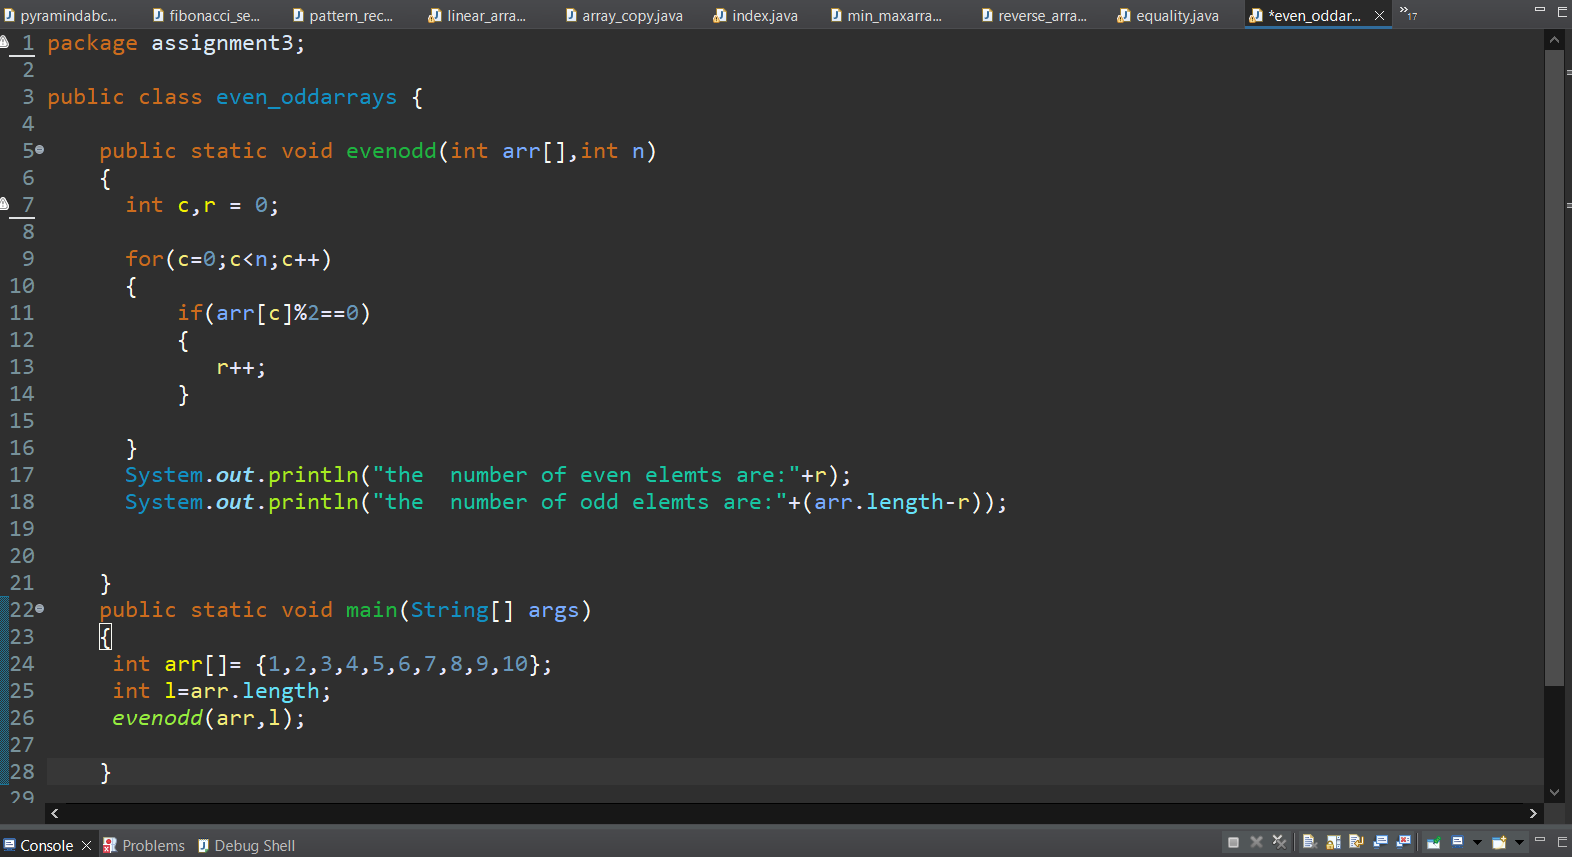 pyramindabc... fibonacci_se... pattern_rec... linear_arra... array_copy.java index.java min_maxarra... reverse_arra... equality.java *even_oddar... »17
1 package assignment3;
2
3 public class even_oddarrays {
4
5 public static void evenodd(int arr[],int n)
6 {
7 int c,r = 0;
8
9 for(c=0;c<n;c++)
10 {
11 if(arr[c]%2==0)
12 {
13 r++;
14 }
15
16 }
17 System.out.println("the  number of even elemts are:"+r);
18 System.out.println("the  number of odd elemts are:"+(arr.length-r));
19
20
21 }
22 public static void main(String[] args)
23 {
24 int arr[]= {1,2,3,4,5,6,7,8,9,10};
25 int l=arr.length;
26 evenodd(arr,l);
27
28 }
29
Console Problems Debug Shell